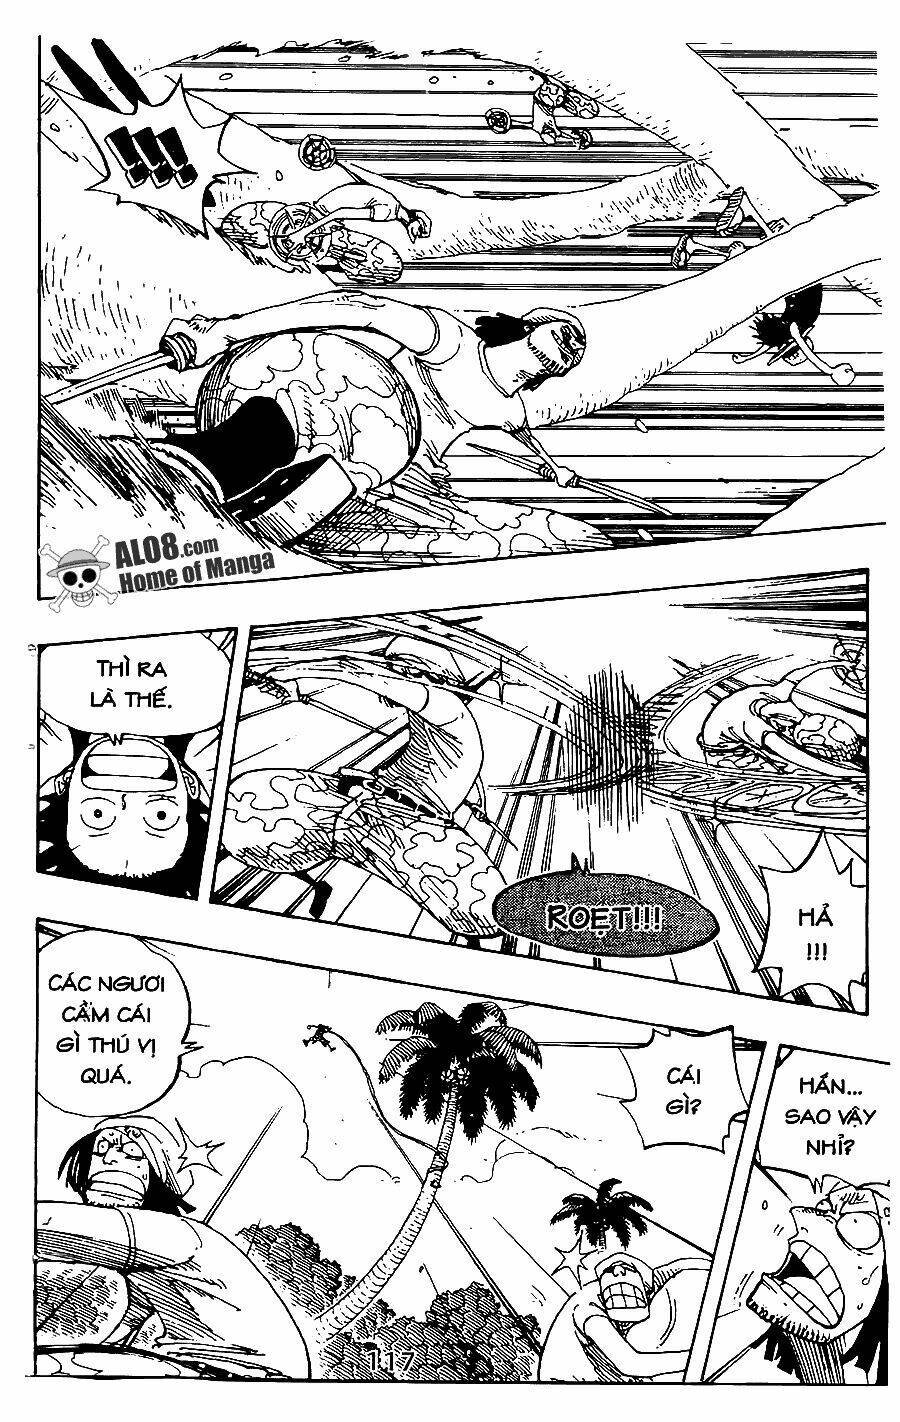 !!!
AL08.com
Home of Manga
THÌ RA
LÀ THẾ.
ROẸT!!!
HẢ
!!!
CÁC NGƯƠI
CẦM CÁI
GÌ THÚ VỊ
QUÁ.
CÁI
GÌ?
HẮN...
SAO VẬY
NHỈ?
117